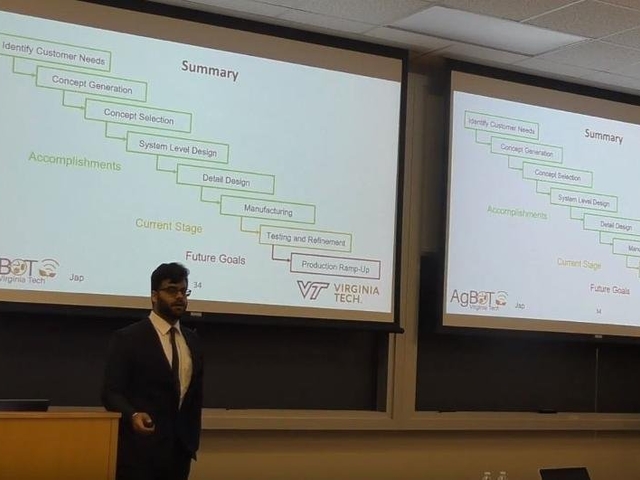 Summary
Identify Customer Needs
Concept Generation
Concept Selection
System Level Design
Accomplishments
Detail Design
Manufacturing
Current Stage
Testing and Refinement
Future Goals
Production Ramp-Up
BOT
Virginia Tech
Jap
34
VT VIRGINIA
TECH.
Summary
Identify Customer Needs
Concept Generation
Concept Selection
System Level Design
Accomplishments
Detail Design
Man
Current Stage
Future Goals
AgBOT
Virginia Tech
Jap
34